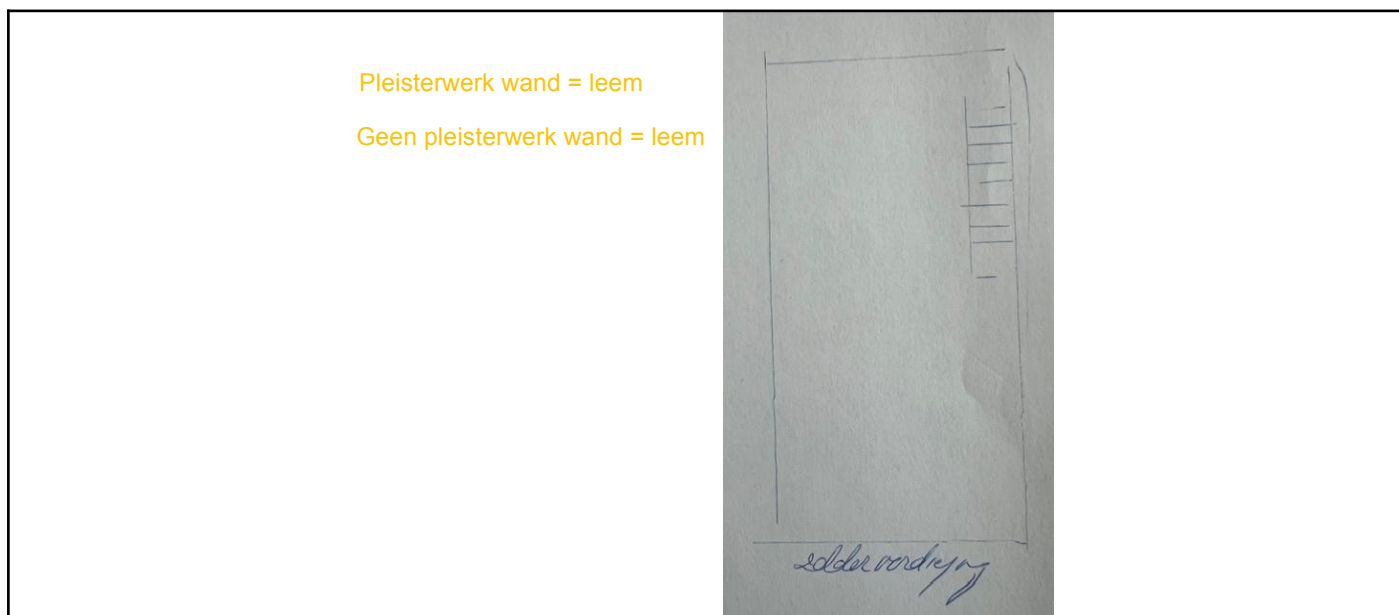 Pleisterwerk wand = leem
Geen pleisterwerk wand = leem
zolderverdieping